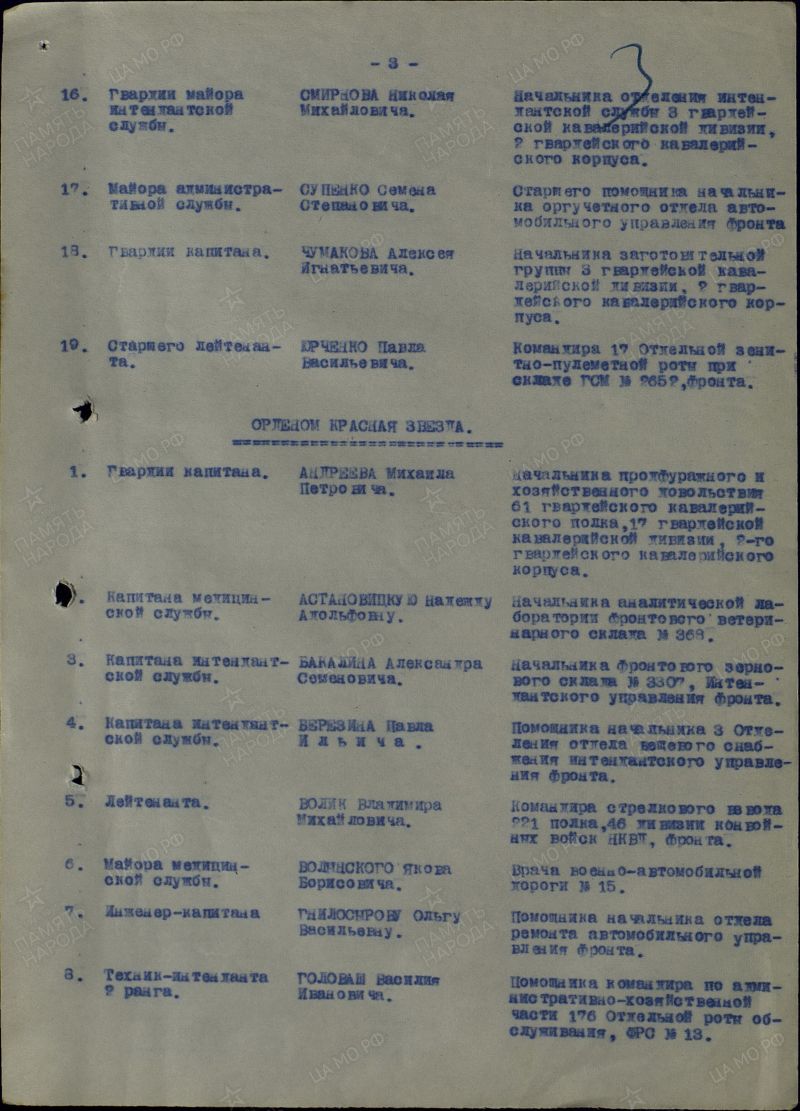 - 3 -
3
16. Гвардии майора СМИРНОВА Николая Начальника отделения интен-
интендантской Михайловича. дантской службы 3 гвардей-
службы. ской кавалерийской дивизии,
2 гвардейского кавалерий-
ского корпуса.
17. Майора администра- СУПЕНКО Семена Старшего помощника начальни-
тивной службы. Степановича. ка оргучетного отдела авто-
мобильного управления фронта
18. Гвардии капитана. ЧУМАКОВА Алексея Начальника заготовительной
Игнатьевича. группы 3 гвардейской кава-
лерийской дивизии, 2 гвар-
дейского кавалерийского кор-
пуса.
19. Старшего лейтенан- ЮРЧЕНКО Павла Командира 17 Отдельной зени-
та. Васильевича. тно-пулеметной роты при
складе ГСМ № 2652, фронта.
ОРДЕНОМ КРАСНАЯ ЗВЕЗДА.
1. Гвардии капитана. АНДРЕЕВА Михаила Начальника продфуражного и
Петровича. хозяйственного довольствия
61 гвардейского кавалерий-
ского полка, 17 гвардейской
кавалерийской дивизии, 2-го
гвардейского кавалерийского
корпуса.
. Капитана медицин- АСТАНОВИЦКУЮ Надежду Начальника аналитической ла-
ской службы. Адольфовну. боратории фронтового ветери-
нарного склада № 368.
3. Капитана интендант- БАКАЛИНА Александра Начальника фронтового зерно-
ской службы. Семеновича. вого склада № 3307, Интен-
дантского управления фронта.
4. Капитана интендант- БЕРЕЗИНА Павла Помощника начальника 3 Отде-
ской службы. Ильича. ления отдела вещевого снаб-
жения интендантского управле-
ния фронта.
5. Лейтенанта. ВОЛИК Владимира Командира стрелкового взвода
Михайловича. 221 полка, 46 дивизии конвой-
ных войск НКВД, фронта.
6. Майора медицин- ВОЛЧНСКОГО Якова Врача военно-автомобильной
ской службы. Борисовича. дороги № 15.
7. Инженер-капитана ГНИЛОСЫРОВУ Ольгу Помощника начальника отдела
Васильевну. ремонта автомобильного упра-
вления фронта.
8. Техник-интенданта ГОЛОВАШ Василия Помощника командира по адми-
2 ранга. Ивановича. нистративно-хозяйственной
части 176 Отдельной роты об-
служивания, ФРС № 13.
ПАМЯТЬ НАРОДА
ЦА МО РФ